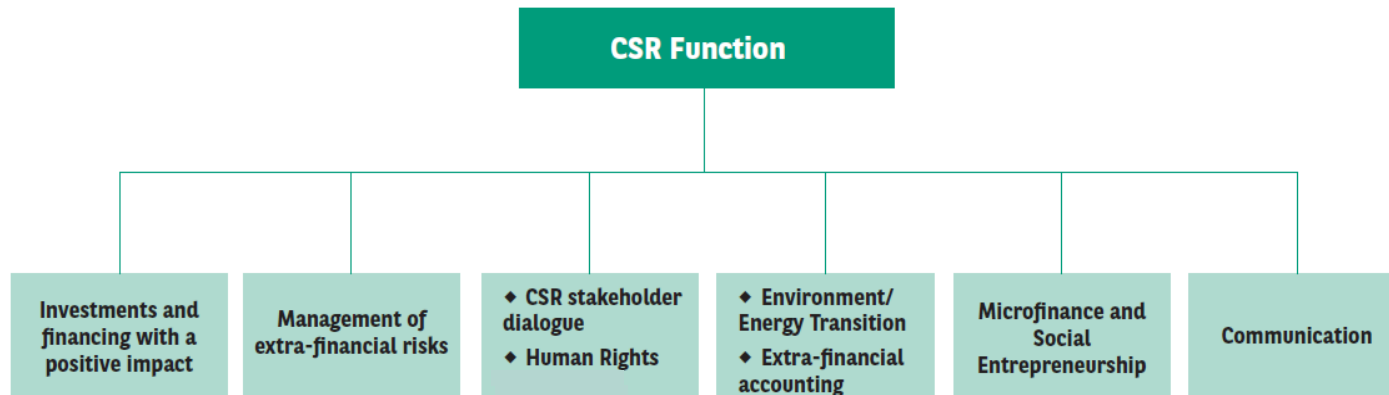 CSR Function
Investments and
financing with a
positive impact
Management of
extra-financial risks
◆ CSR stakeholder
dialogue
◆ Human Rights
◆ Environment/
Energy Transition
◆ Extra-financial
accounting
Microfinance and
Social
Entrepreneurship
Communication